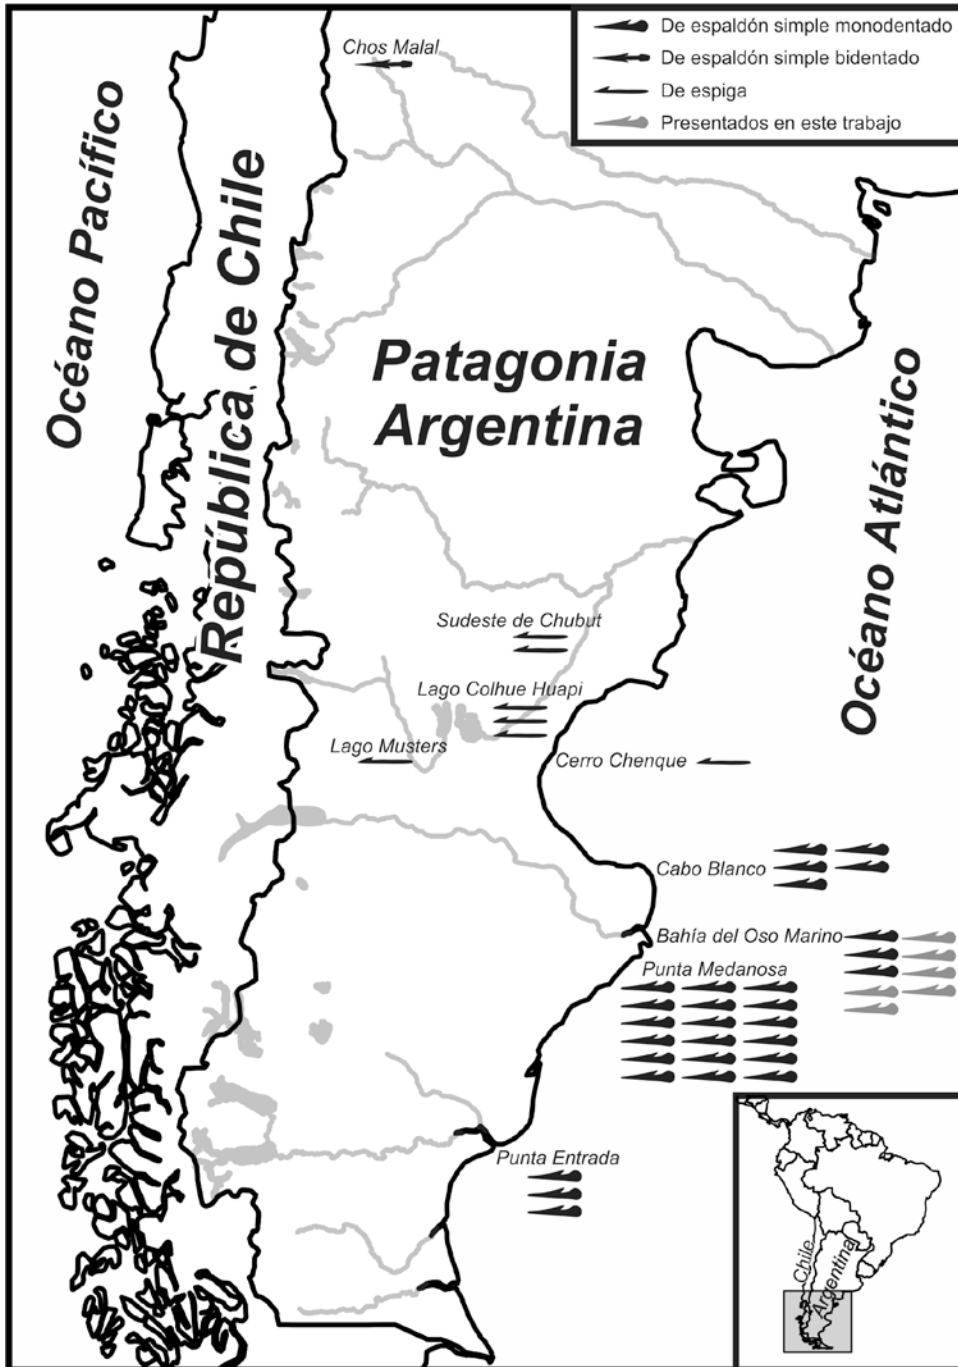 Chos Malal
De espaldón simple monodentado
De espaldón simple bidentado
De espiga
Presentados en este trabajo
Océano Pacífico
República de Chile
Patagonia
Argentina
Océano Atlántico
Sudeste de Chubut
Lago Colhue Huapi
Lago Musters
Cerro Chenque
Cabo Blanco
Bahía del Oso Marino
Punta Medanosa
Punta Entrada
Chile
Argentina